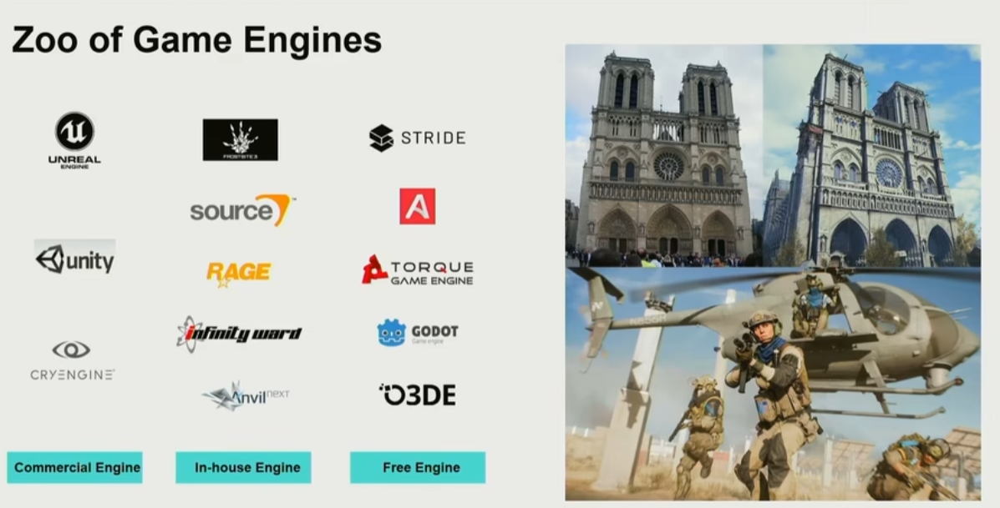 Zoo of Game Engines
UNREAL
ENGINE
unity
CRYENGINE
Commercial Engine
FROSTBITE 3
source
RAGE
infinity ward
Anvil NEXT
In-house Engine
STRIDE
A
TORQUE
GAME ENGINE
GODOT
Game engine
O3DE
Free Engine